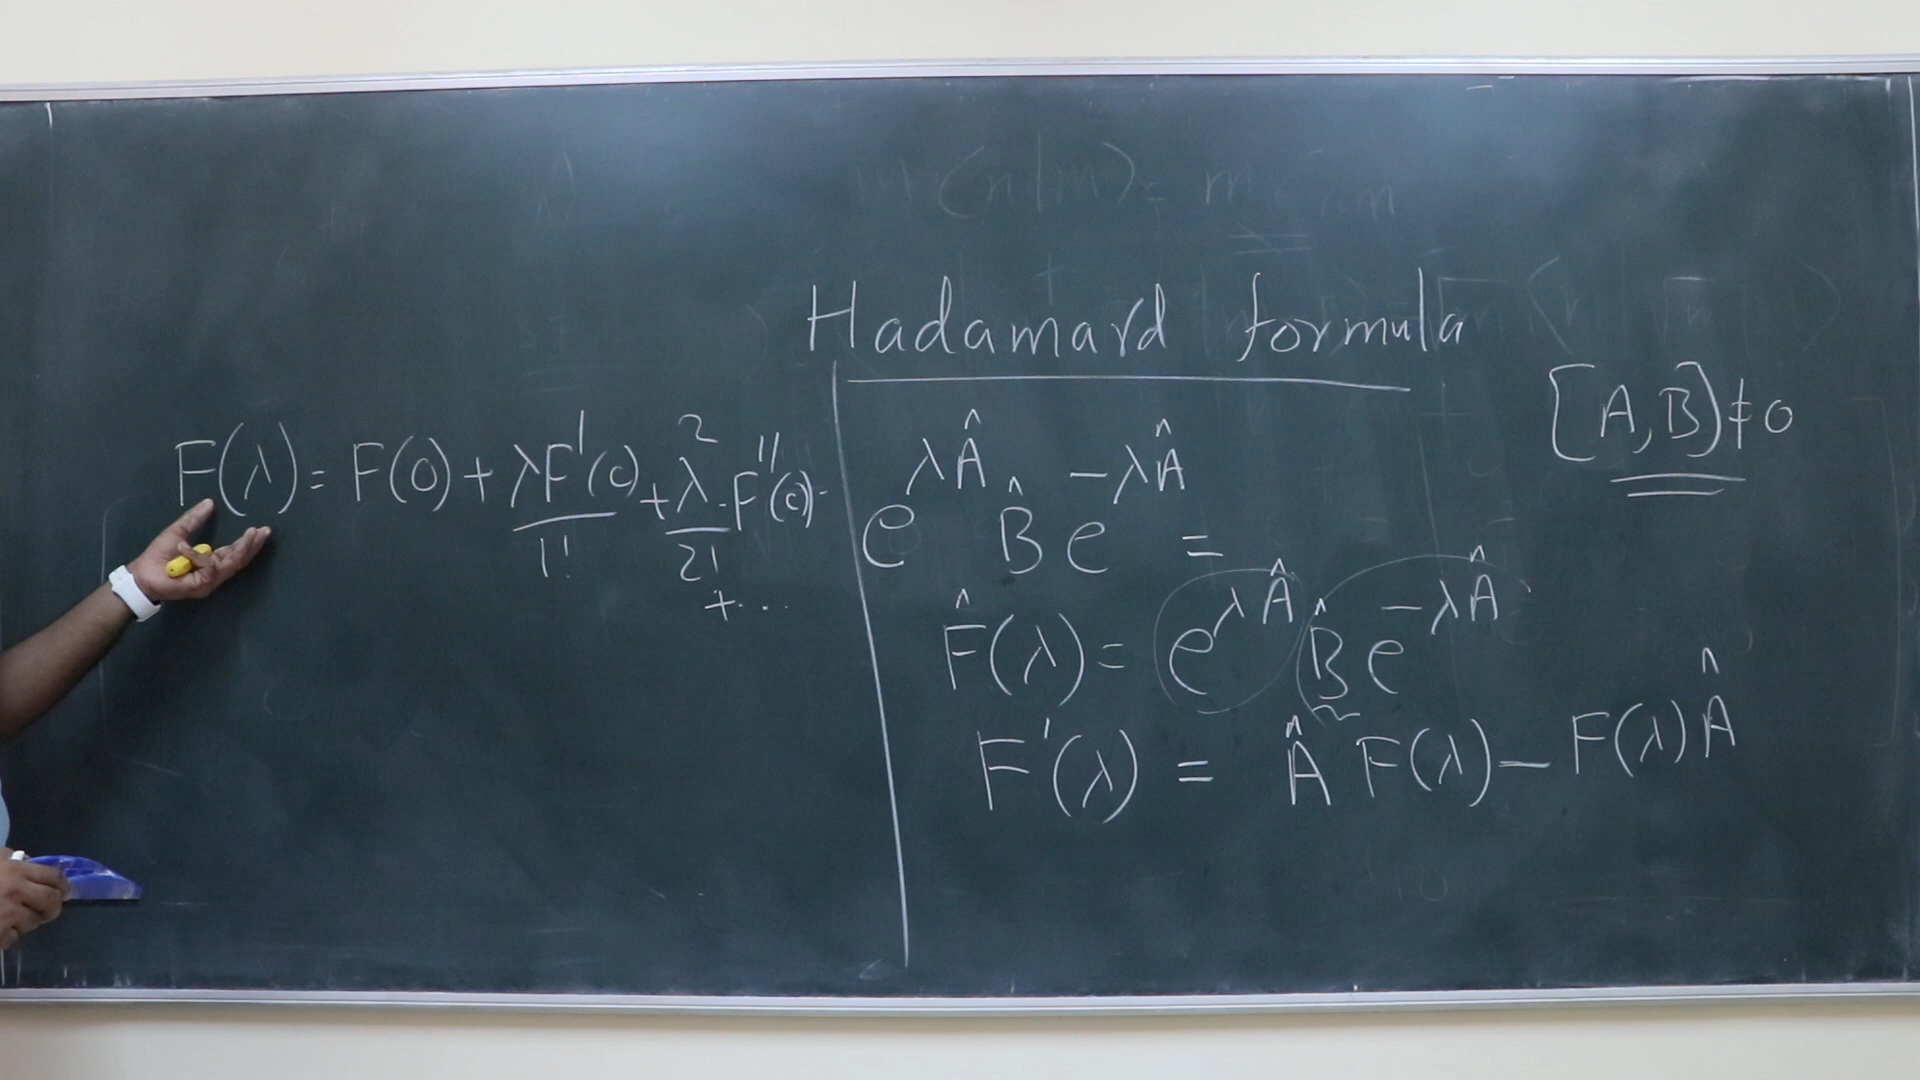 Hadamard formula
[A,B]≠0
F(λ)= F(0)+ λF'(0)/1! + λ²/2! F''(0)
+...
e^{λÂ} B̂ e^{-λÂ} =
F̂(λ)= e^{λÂ} B̂ e^{-λÂ}
F'(λ) = Â F(λ) – F(λ)Â